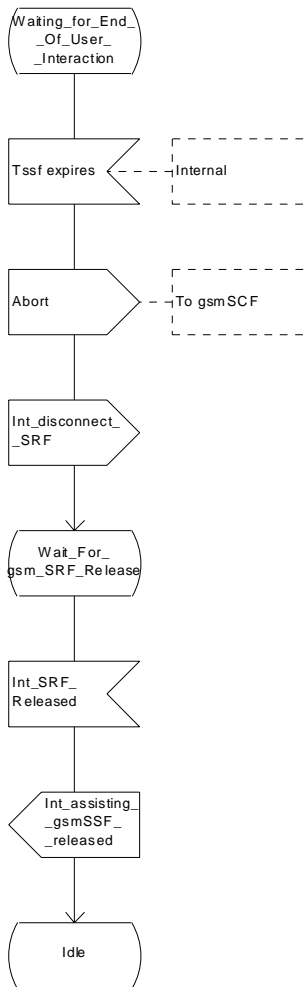 Waiting_for_End_
_Of_User_
_Interaction
Tssf expires
Internal
Abort
To gsmSCF
Int_disconnect_
_SRF
Wait_For_
gsm_SRF_Release
Int_SRF_
Released
Int_assisting_
_gsmSSF_
_released
Idle